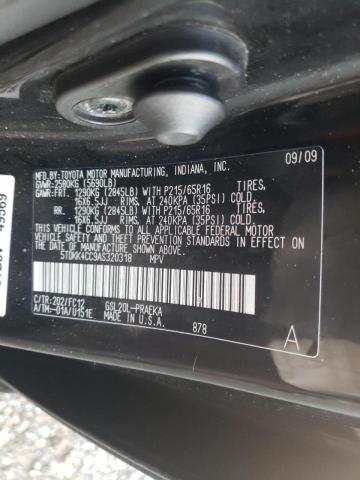 MFD. BY: TOYOTA MOTOR MANUFACTURING, INDIANA, INC. 09/09
GVWR: 2580KG (5690LB)
GAWR: FRT. 1290KG (2845LB) WITH P215/65R16 TIRES,
16X6.5JJ RIMS, AT 240KPA (35PSI) COLD.
RR. 1290KG (2845LB) WITH P215/65R16 TIRES,
16X6.5JJ RIMS, AT 240KPA (35PSI) COLD.
THIS VEHICLE CONFORMS TO ALL APPLICABLE FEDERAL MOTOR
VEHICLE SAFETY AND THEFT PREVENTION STANDARDS IN EFFECT
ON THE DATE OF MANUFACTURE SHOWN ABOVE.
5TDKK4CC9AS320318 MPV
C/TR: 202/FC12 GSL20L-PRAEKA
A/TM: -01A/U151E MADE IN U.S.A. 878 A